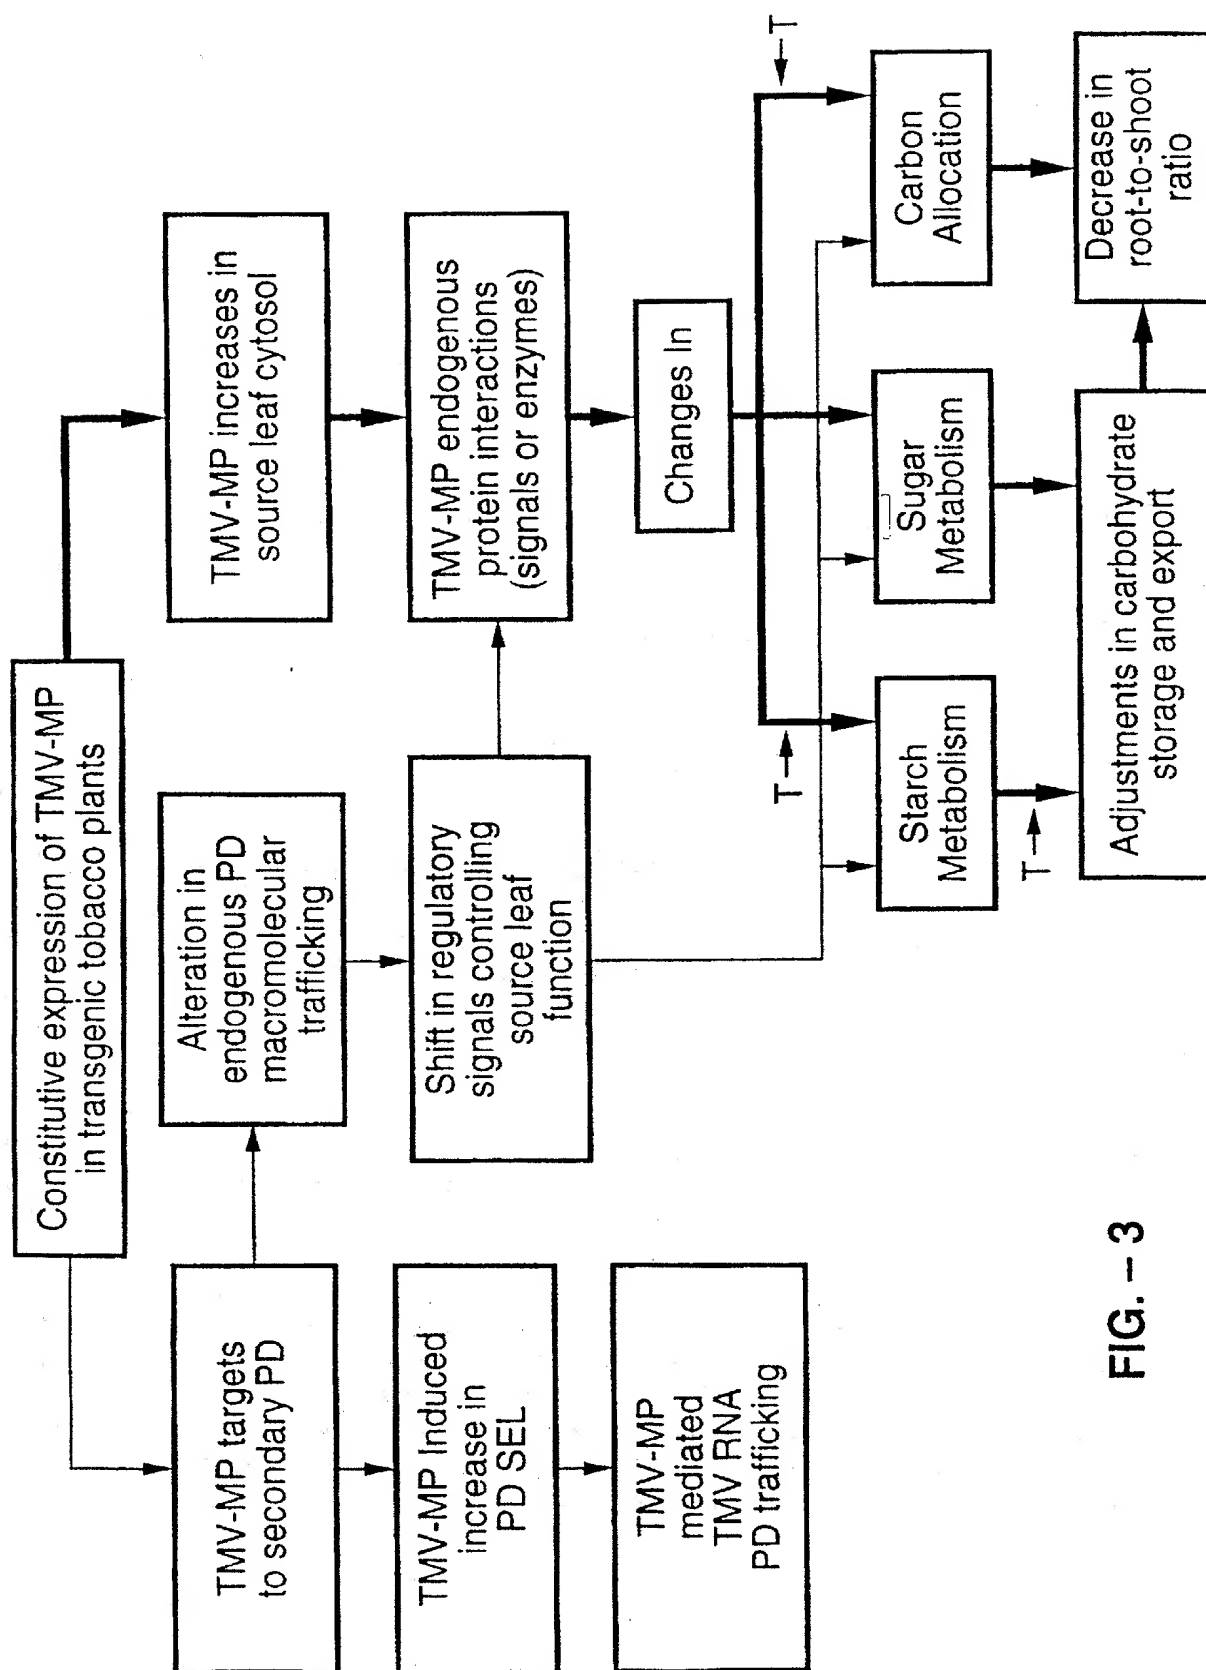 Constitutive expression of TMV-MP
in transgenic tobacco plants
TMV-MP targets
to secondary PD
Alteration in
endogenous PD
macromolecular
trafficking
TMV-MP increases in
source leaf cytosol
TMV-MP Induced
increase in
PD SEL
Shift in regulatory
signals controlling
source leaf
function
TMV-MP endogenous
protein interactions
(signals or enzymes)
TMV-MP
mediated
TMV RNA
PD trafficking
Changes In
T
T
Starch
Metabolism
Sugar
Metabolism
Carbon
Allocation
T
Adjustments in carbohydrate
storage and export
Decrease in
root-to-shoot
ratio
FIG. – 3